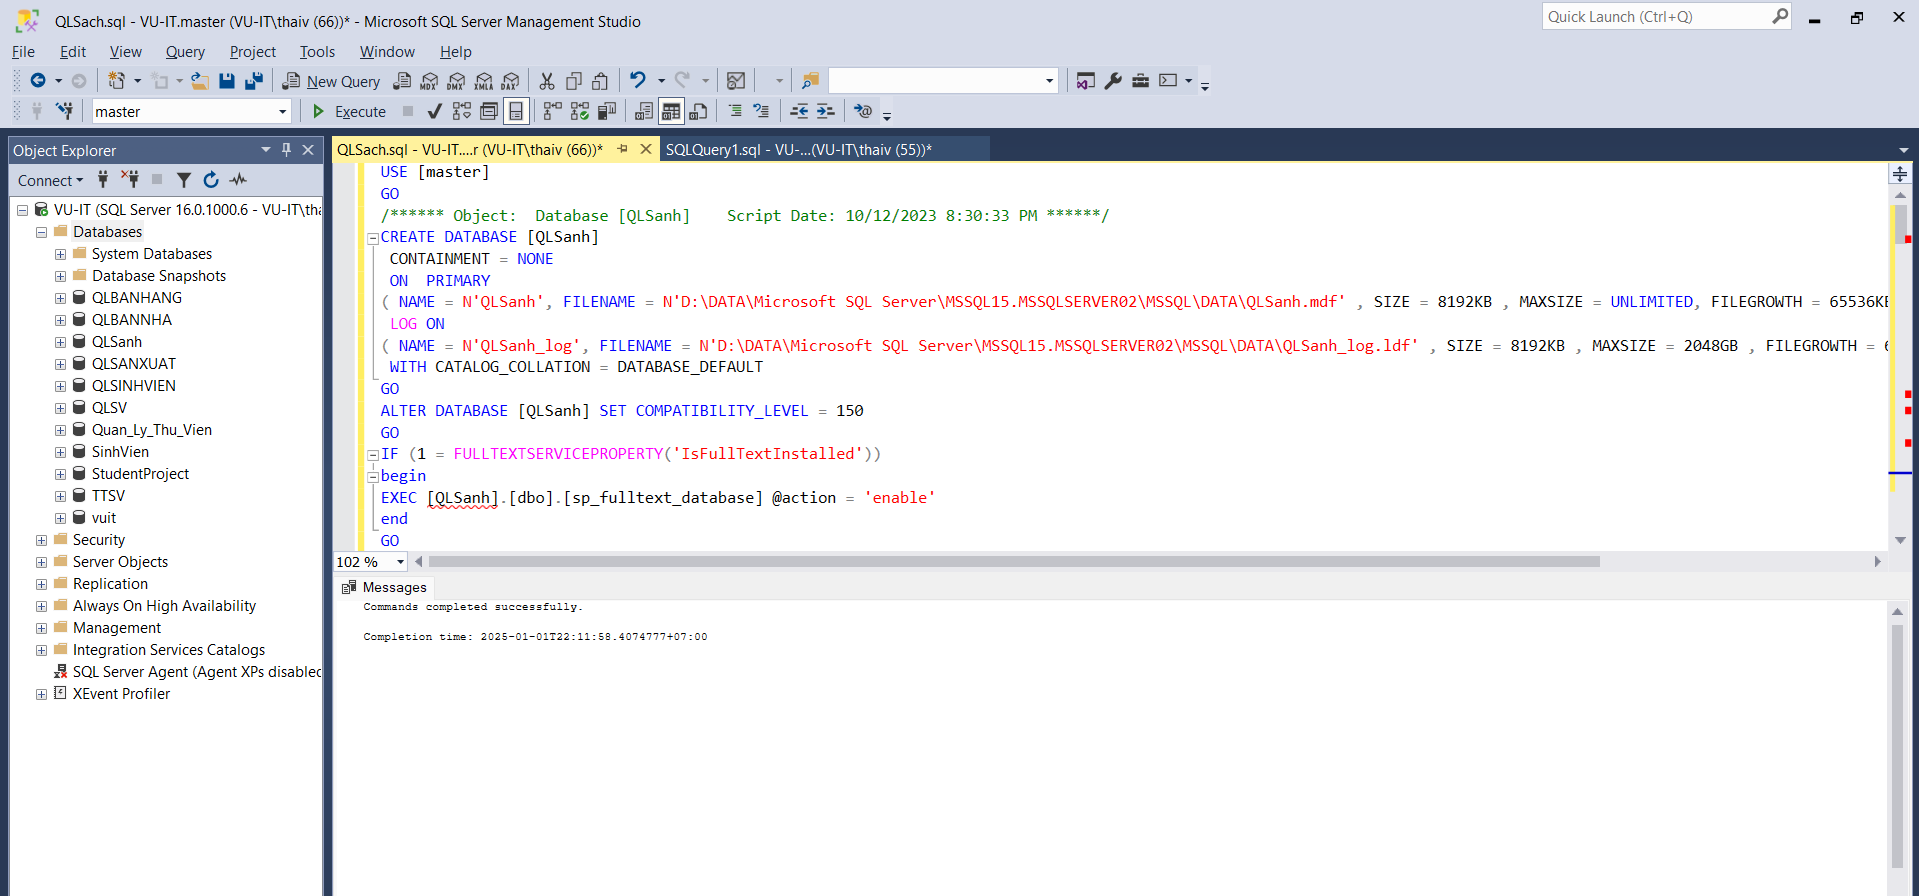 QLSach.sql - VU-IT.master (VU-IT\thaiv (66))* - Microsoft SQL Server Management Studio
Quick Launch (Ctrl+Q)
File Edit View Query Project Tools Window Help
New Query MDX DMX XMLA DAX
master Execute
Object Explorer
QLSach.sql - VU-IT....r (VU-IT\thaiv (66))* SQLQuery1.sql - VU-...(VU-IT\thaiv (55))*
Connect
VU-IT (SQL Server 16.0.1000.6 - VU-IT\tha
Databases
System Databases
Database Snapshots
QLBANHANG
QLBANNHA
QLSanh
QLSANXUAT
QLSINHVIEN
QLSV
Quan_Ly_Thu_Vien
SinhVien
StudentProject
TTSV
vuit
Security
Server Objects
Replication
Always On High Availability
Management
Integration Services Catalogs
SQL Server Agent (Agent XPs disabled
XEvent Profiler
USE [master]
GO
/****** Object:  Database [QLSanh]    Script Date: 10/12/2023 8:30:33 PM ******/
CREATE DATABASE [QLSanh]
CONTAINMENT = NONE
ON  PRIMARY
( NAME = N'QLSanh', FILENAME = N'D:\DATA\Microsoft SQL Server\MSSQL15.MSSQLSERVER02\MSSQL\DATA\QLSanh.mdf' , SIZE = 8192KB , MAXSIZE = UNLIMITED, FILEGROWTH = 65536KB
LOG ON
( NAME = N'QLSanh_log', FILENAME = N'D:\DATA\Microsoft SQL Server\MSSQL15.MSSQLSERVER02\MSSQL\DATA\QLSanh_log.ldf' , SIZE = 8192KB , MAXSIZE = 2048GB , FILEGROWTH = 6
WITH CATALOG_COLLATION = DATABASE_DEFAULT
GO
ALTER DATABASE [QLSanh] SET COMPATIBILITY_LEVEL = 150
GO
IF (1 = FULLTEXTSERVICEPROPERTY('IsFullTextInstalled'))
begin
EXEC [QLSanh].[dbo].[sp_fulltext_database] @action = 'enable'
end
GO
102 %
Messages
Commands completed successfully.
Completion time: 2025-01-01T22:11:58.4074777+07:00